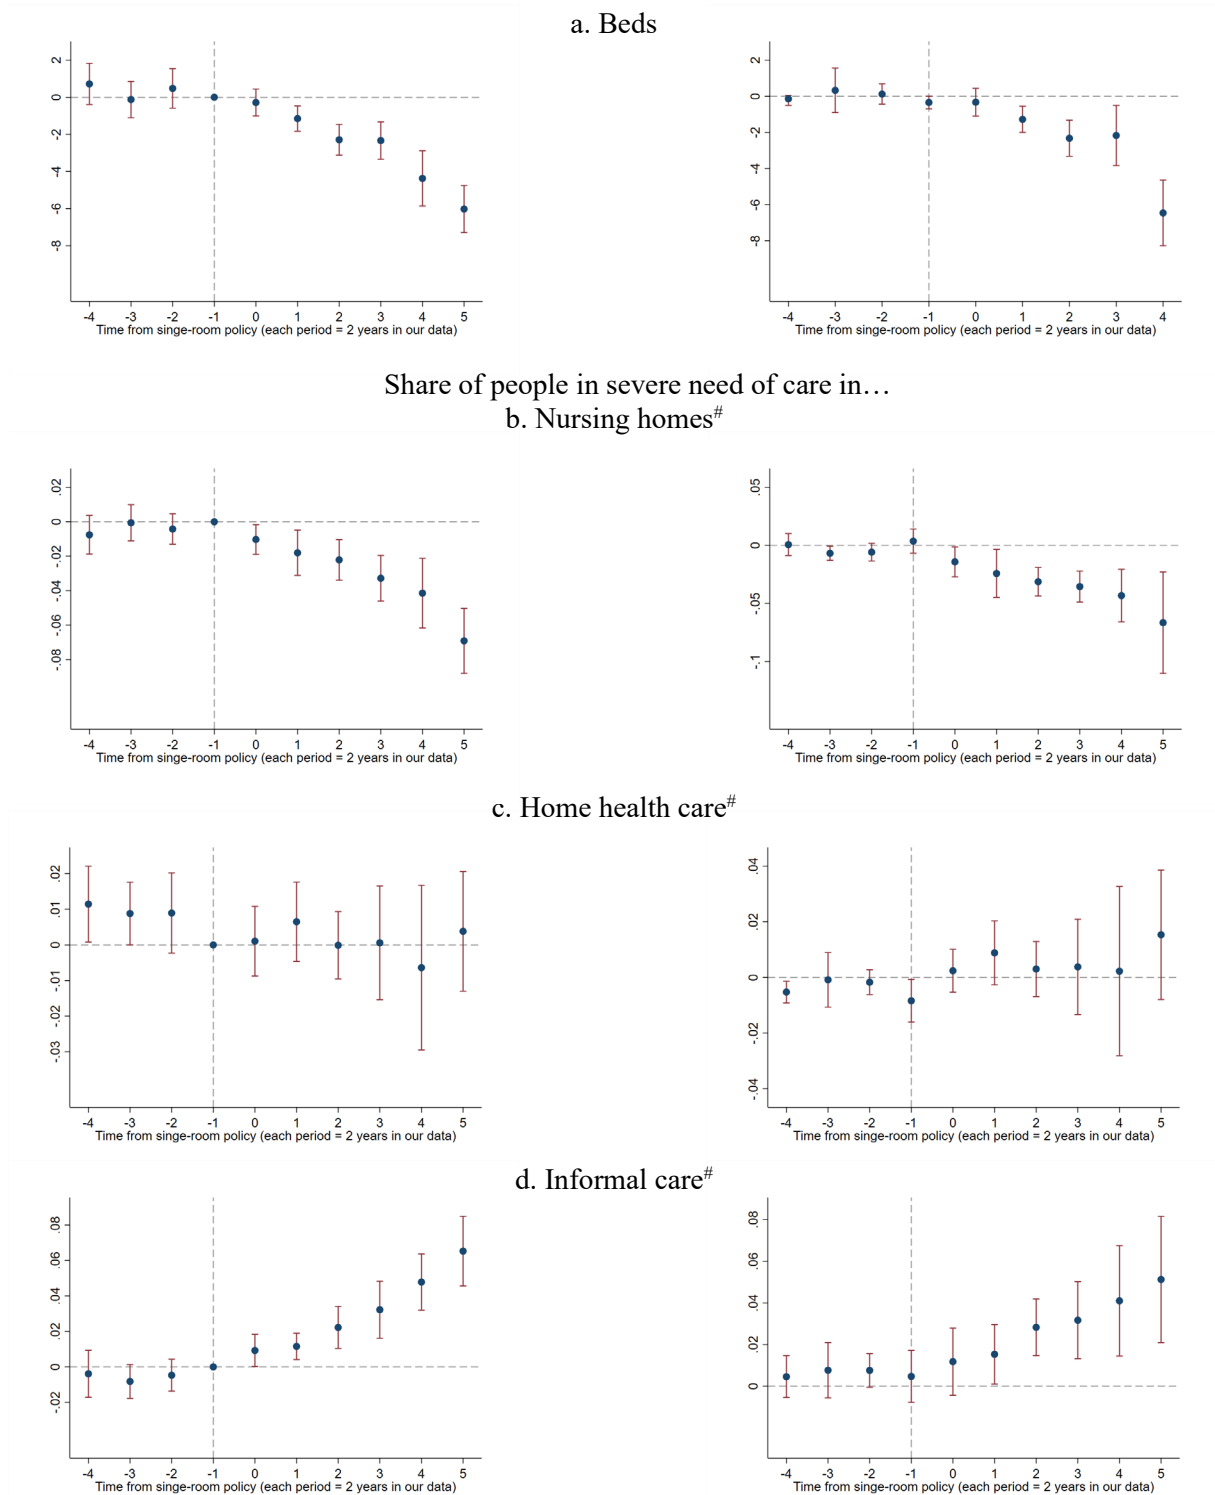 a. Beds
2
0
-2
-4
-6
-8
-4 -3 -2 -1 0 1 2 3 4 5
Time from singe-room policy (each period = 2 years in our data)
2
0
-2
-4
-6
-8
-4 -3 -2 -1 0 1 2 3 4
Time from singe-room policy (each period = 2 years in our data)
Share of people in severe need of care in…
b. Nursing homes#
.02
0
-.02
-.04
-.06
-.08
-4 -3 -2 -1 0 1 2 3 4 5
Time from singe-room policy (each period = 2 years in our data)
.05
0
-.05
-.1
-4 -3 -2 -1 0 1 2 3 4 5
Time from singe-room policy (each period = 2 years in our data)
c. Home health care#
.02
.01
0
-.01
-.02
-.03
-4 -3 -2 -1 0 1 2 3 4 5
Time from singe-room policy (each period = 2 years in our data)
.04
.02
0
-.02
-.04
-4 -3 -2 -1 0 1 2 3 4 5
Time from singe-room policy (each period = 2 years in our data)
d. Informal care#
.08
.06
.04
.02
0
-.02
-4 -3 -2 -1 0 1 2 3 4 5
Time from singe-room policy (each period = 2 years in our data)
.08
.06
.04
.02
0
-4 -3 -2 -1 0 1 2 3 4 5
Time from singe-room policy (each period = 2 years in our data)